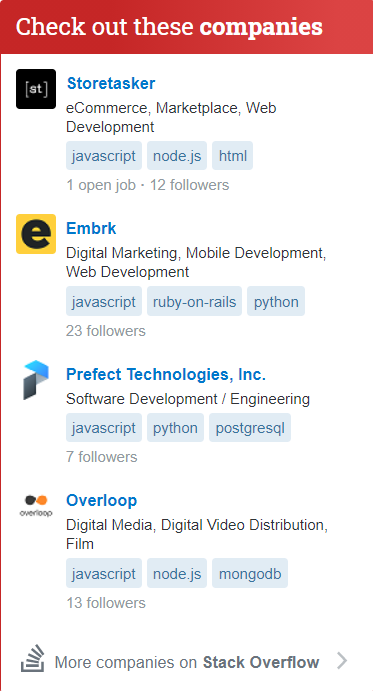 Check out these companies
[st]
Storetasker
eCommerce, Marketplace, Web
Development
javascript node.js html
1 open job · 12 followers
e
Embrk
Digital Marketing, Mobile Development,
Web Development
javascript ruby-on-rails python
23 followers
Prefect Technologies, Inc.
Software Development / Engineering
javascript python postgresql
7 followers
overloop
Overloop
Digital Media, Digital Video Distribution,
Film
javascript node.js mongodb
13 followers
More companies on Stack Overflow